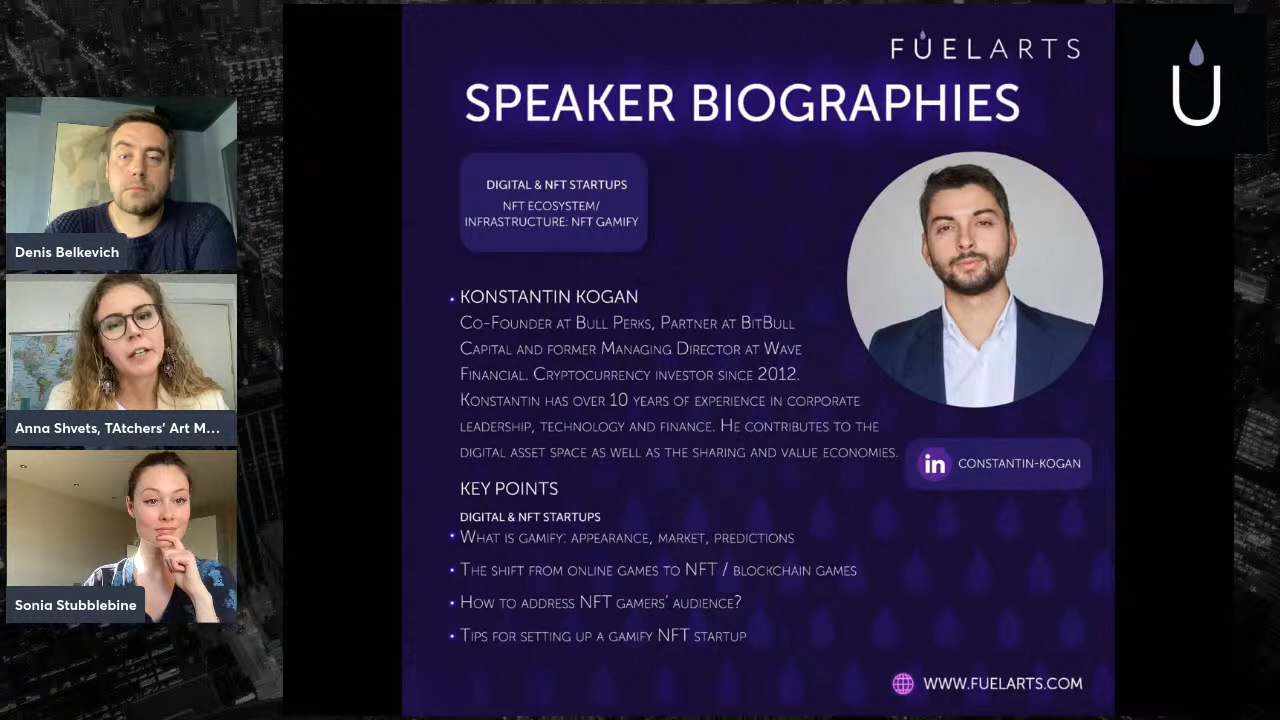 FUELARTS
SPEAKER BIOGRAPHIES
DIGITAL & NFT STARTUPS
NFT ECOSYSTEM/
INFRASTRUCTURE: NFT GAMIFY
• KONSTANTIN KOGAN
Co-Founder at Bull Perks, Partner at BitBull
Capital and former Managing Director at Wave
Financial. Cryptocurrency investor since 2012.
Konstantin has over 10 years of experience in corporate
leadership, technology and finance. He contributes to the
digital asset space as well as the sharing and value economies.
in CONSTANTIN-KOGAN
KEY POINTS
DIGITAL & NFT STARTUPS
• What is gamify: appearance, market, predictions
• The shift from online games to NFT / blockchain games
• How to address NFT gamers' audience?
• Tips for setting up a gamify NFT startup
WWW.FUELARTS.COM
U
Denis Belkevich
Anna Shvets, TAtchers' Art M...
Sonia Stubblebine